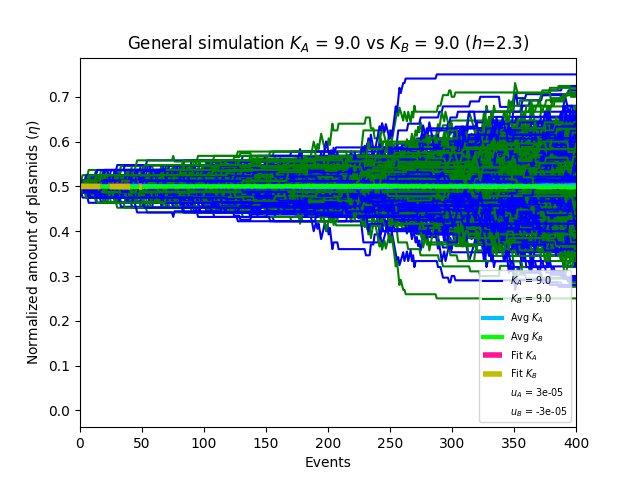 General simulation K_A = 9.0 vs K_B = 9.0 (h=2.3)
Normalized amount of plasmids (η)
0.7
0.6
0.5
0.4
0.3
0.2
0.1
0.0
K_A = 9.0
K_B = 9.0
Avg K_A
Avg K_B
Fit K_A
Fit K_B
u_A = 3e-05
u_B = -3e-05
0 50 100 150 200 250 300 350 400
Events